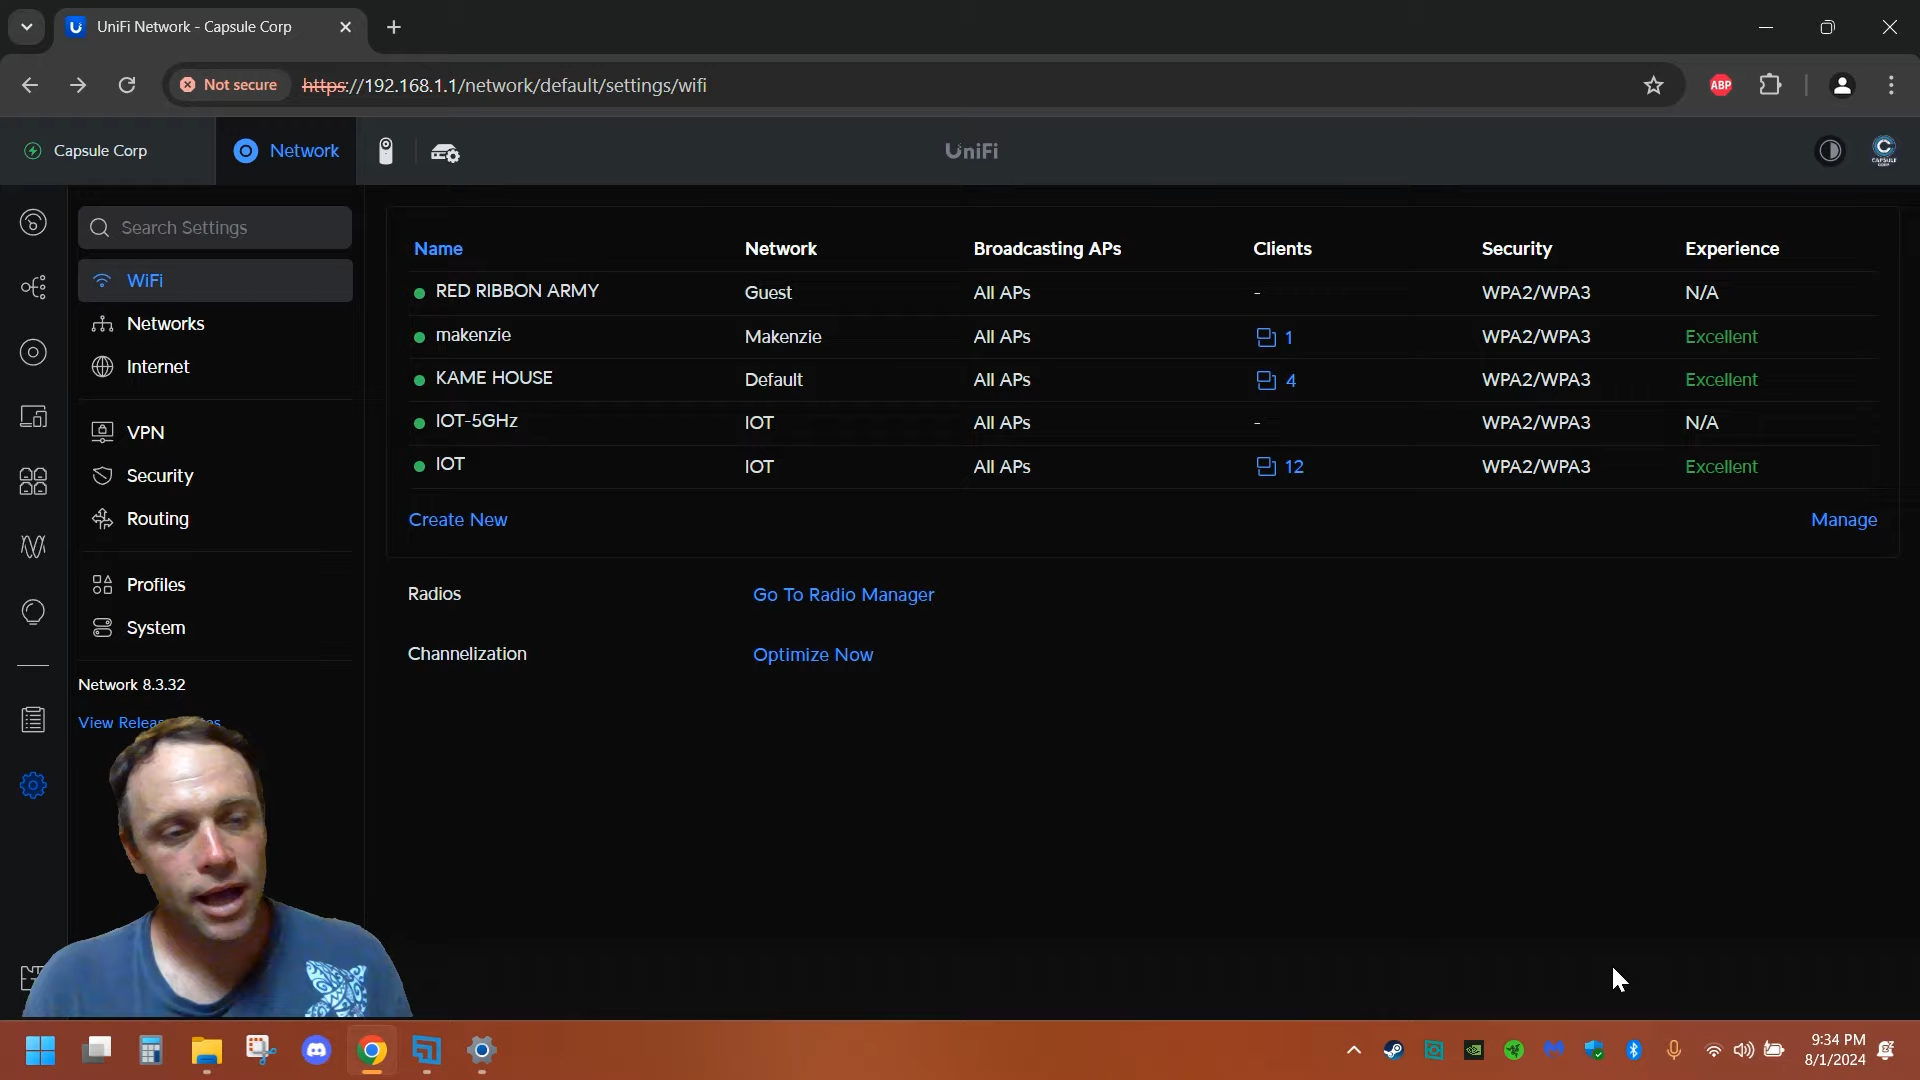 UniFi Network - Capsule Corp
Not secure
https://192.168.1.1/network/default/settings/wifi
ABP
Capsule Corp
Network
UniFi
CAPSULE
CORP
Search Settings
WiFi
Networks
Internet
VPN
Security
Routing
Profiles
System
Network 8.3.32
View
Name Network Broadcasting APs Clients Security Experience
RED RIBBON ARMY Guest All APs - WPA2/WPA3 N/A
makenzie Makenzie All APs 1 WPA2/WPA3 Excellent
KAME HOUSE Default All APs 4 WPA2/WPA3 Excellent
IOT-5GHz IOT All APs - WPA2/WPA3 N/A
IOT IOT All APs 12 WPA2/WPA3 Excellent
Create New Manage
Radios Go To Radio Manager
Channelization Optimize Now
9:34 PM
8/1/2024